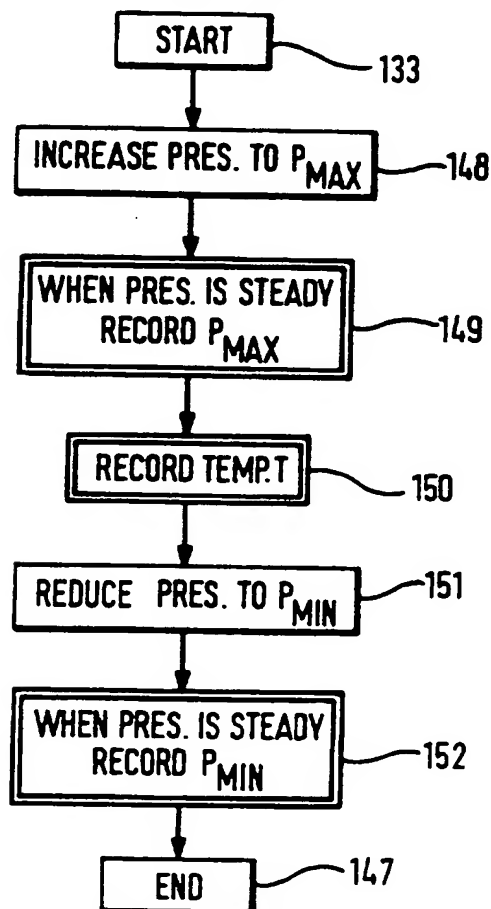 START
133
INCREASE PRES. TO PMAX
148
WHEN PRES. IS STEADY
RECORD PMAX
149
RECORD TEMP.T
150
REDUCE PRES. TO PMIN
151
WHEN PRES. IS STEADY
RECORD PMIN
152
END
147